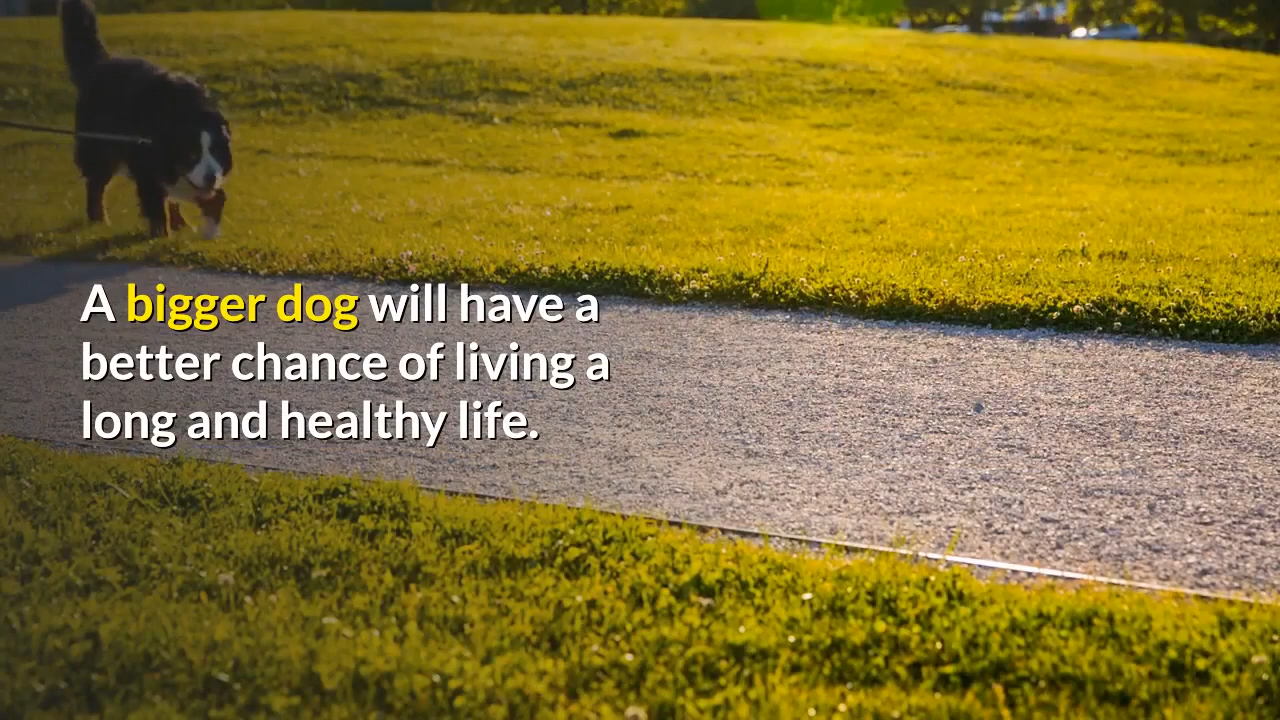 A bigger dog will have a
better chance of living a
long and healthy life.